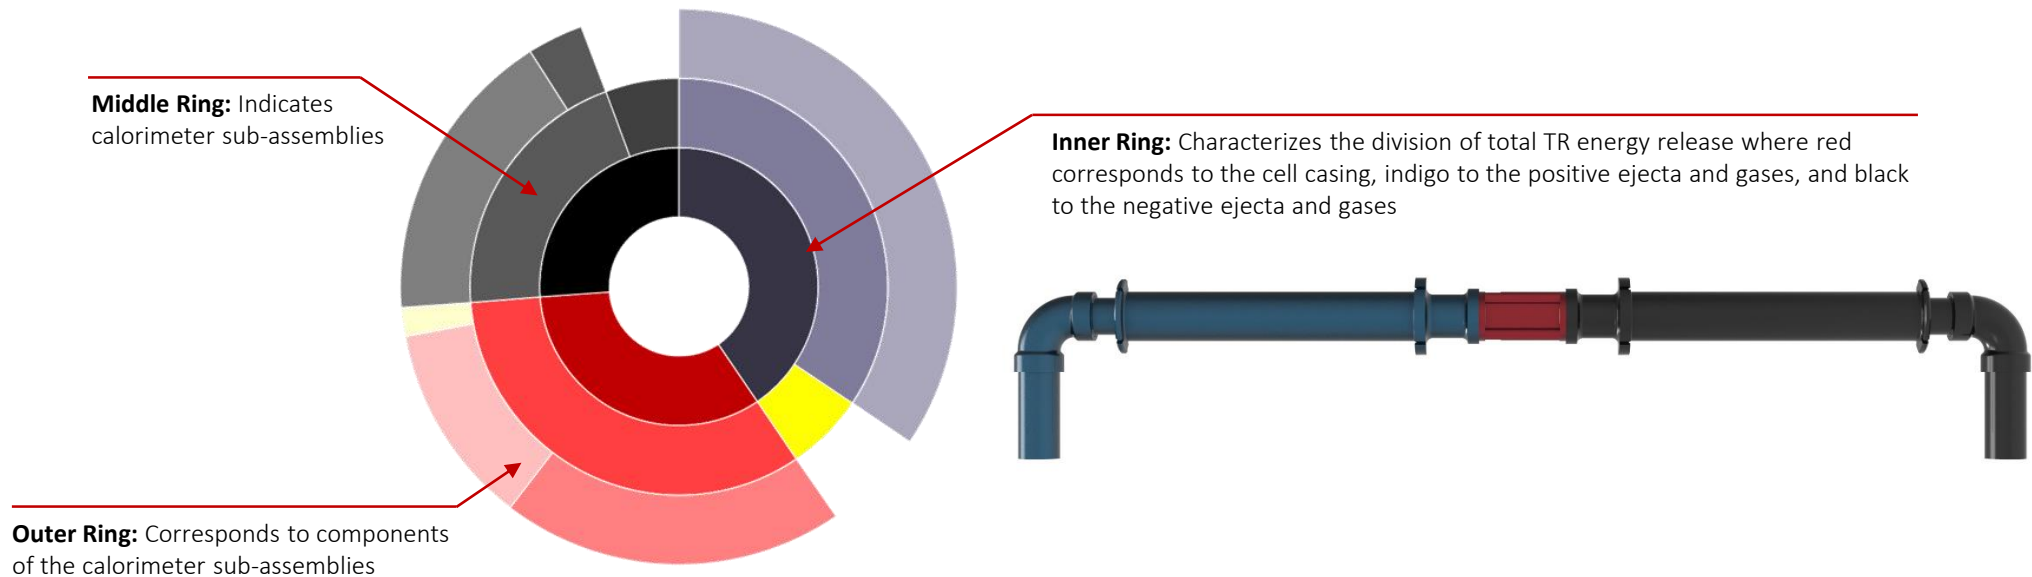 Middle Ring: Indicates
calorimeter sub-assemblies
Inner Ring: Characterizes the division of total TR energy release where red
corresponds to the cell casing, indigo to the positive ejecta and gases, and black
to the negative ejecta and gases
Outer Ring: Corresponds to components
of the calorimeter sub-assemblies